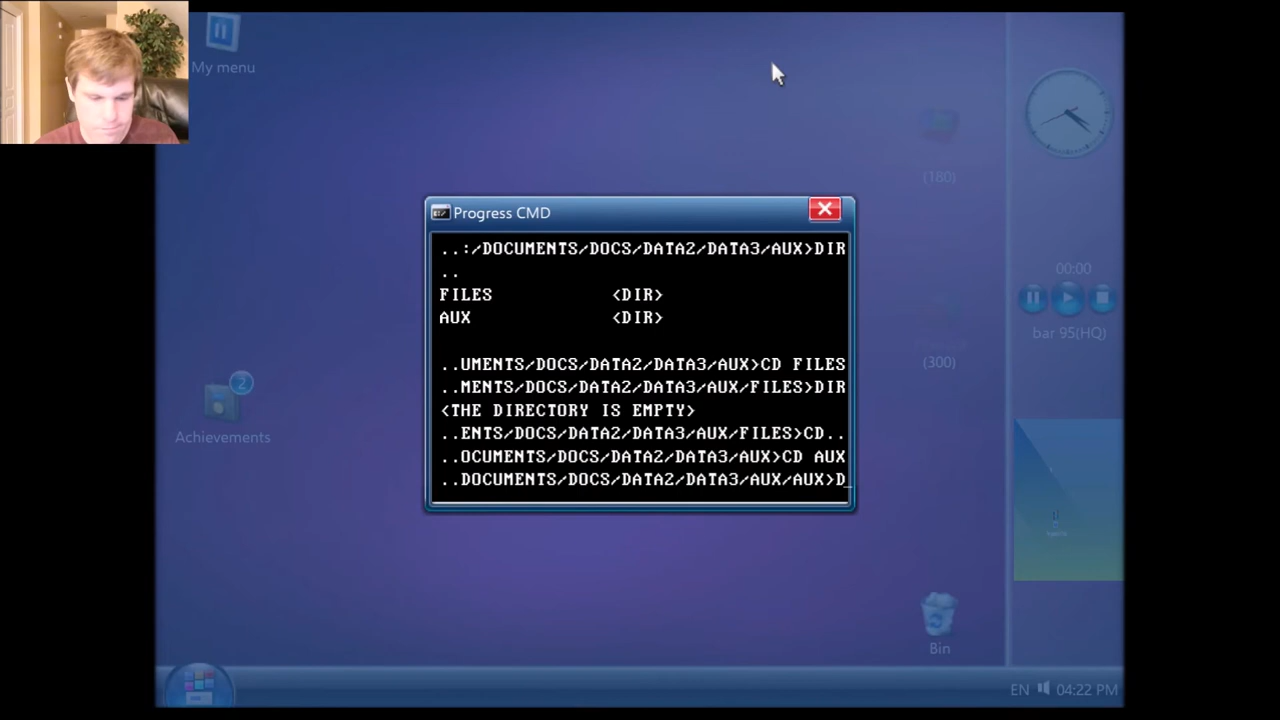 My menu
(180)
Progress CMD
..:/DOCUMENTS/DOCS/DATA2/DATA3/AUX>DIR
..
FILES <DIR>
AUX <DIR>
..UMENTS/DOCS/DATA2/DATA3/AUX>CD FILES
..MENTS/DOCS/DATA2/DATA3/AUX/FILES>DIR
<THE DIRECTORY IS EMPTY>
..ENTS/DOCS/DATA2/DATA3/AUX/FILES>CD..
..OCUMENTS/DOCS/DATA2/DATA3/AUX>CD AUX
..DOCUMENTS/DOCS/DATA2/DATA3/AUX/AUX>D_
00:00
bar 95(HQ)
(300)
2
Achievements
Bin
EN 04:22 PM